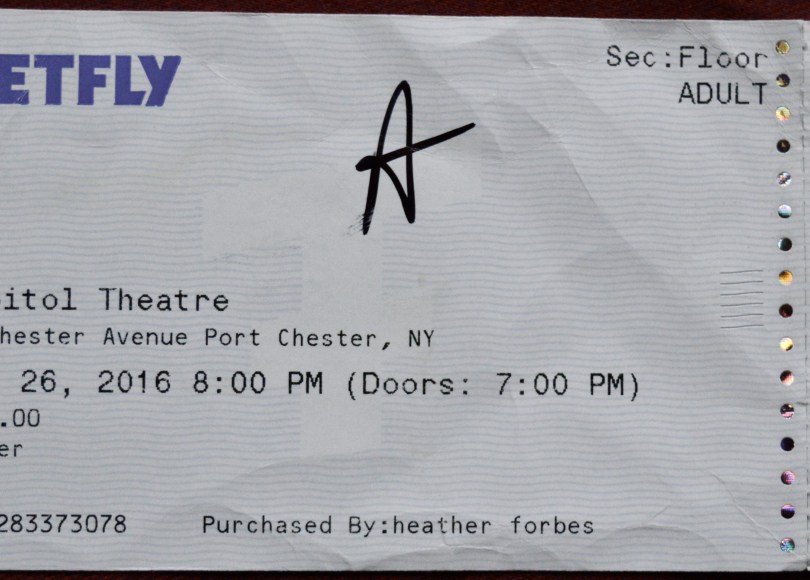 ETFLY
Sec:Floor
ADULT
A
itol Theatre
hester Avenue Port Chester, NY
26, 2016 8:00 PM (Doors: 7:00 PM)
.00
er
283373078 Purchased By:heather forbes